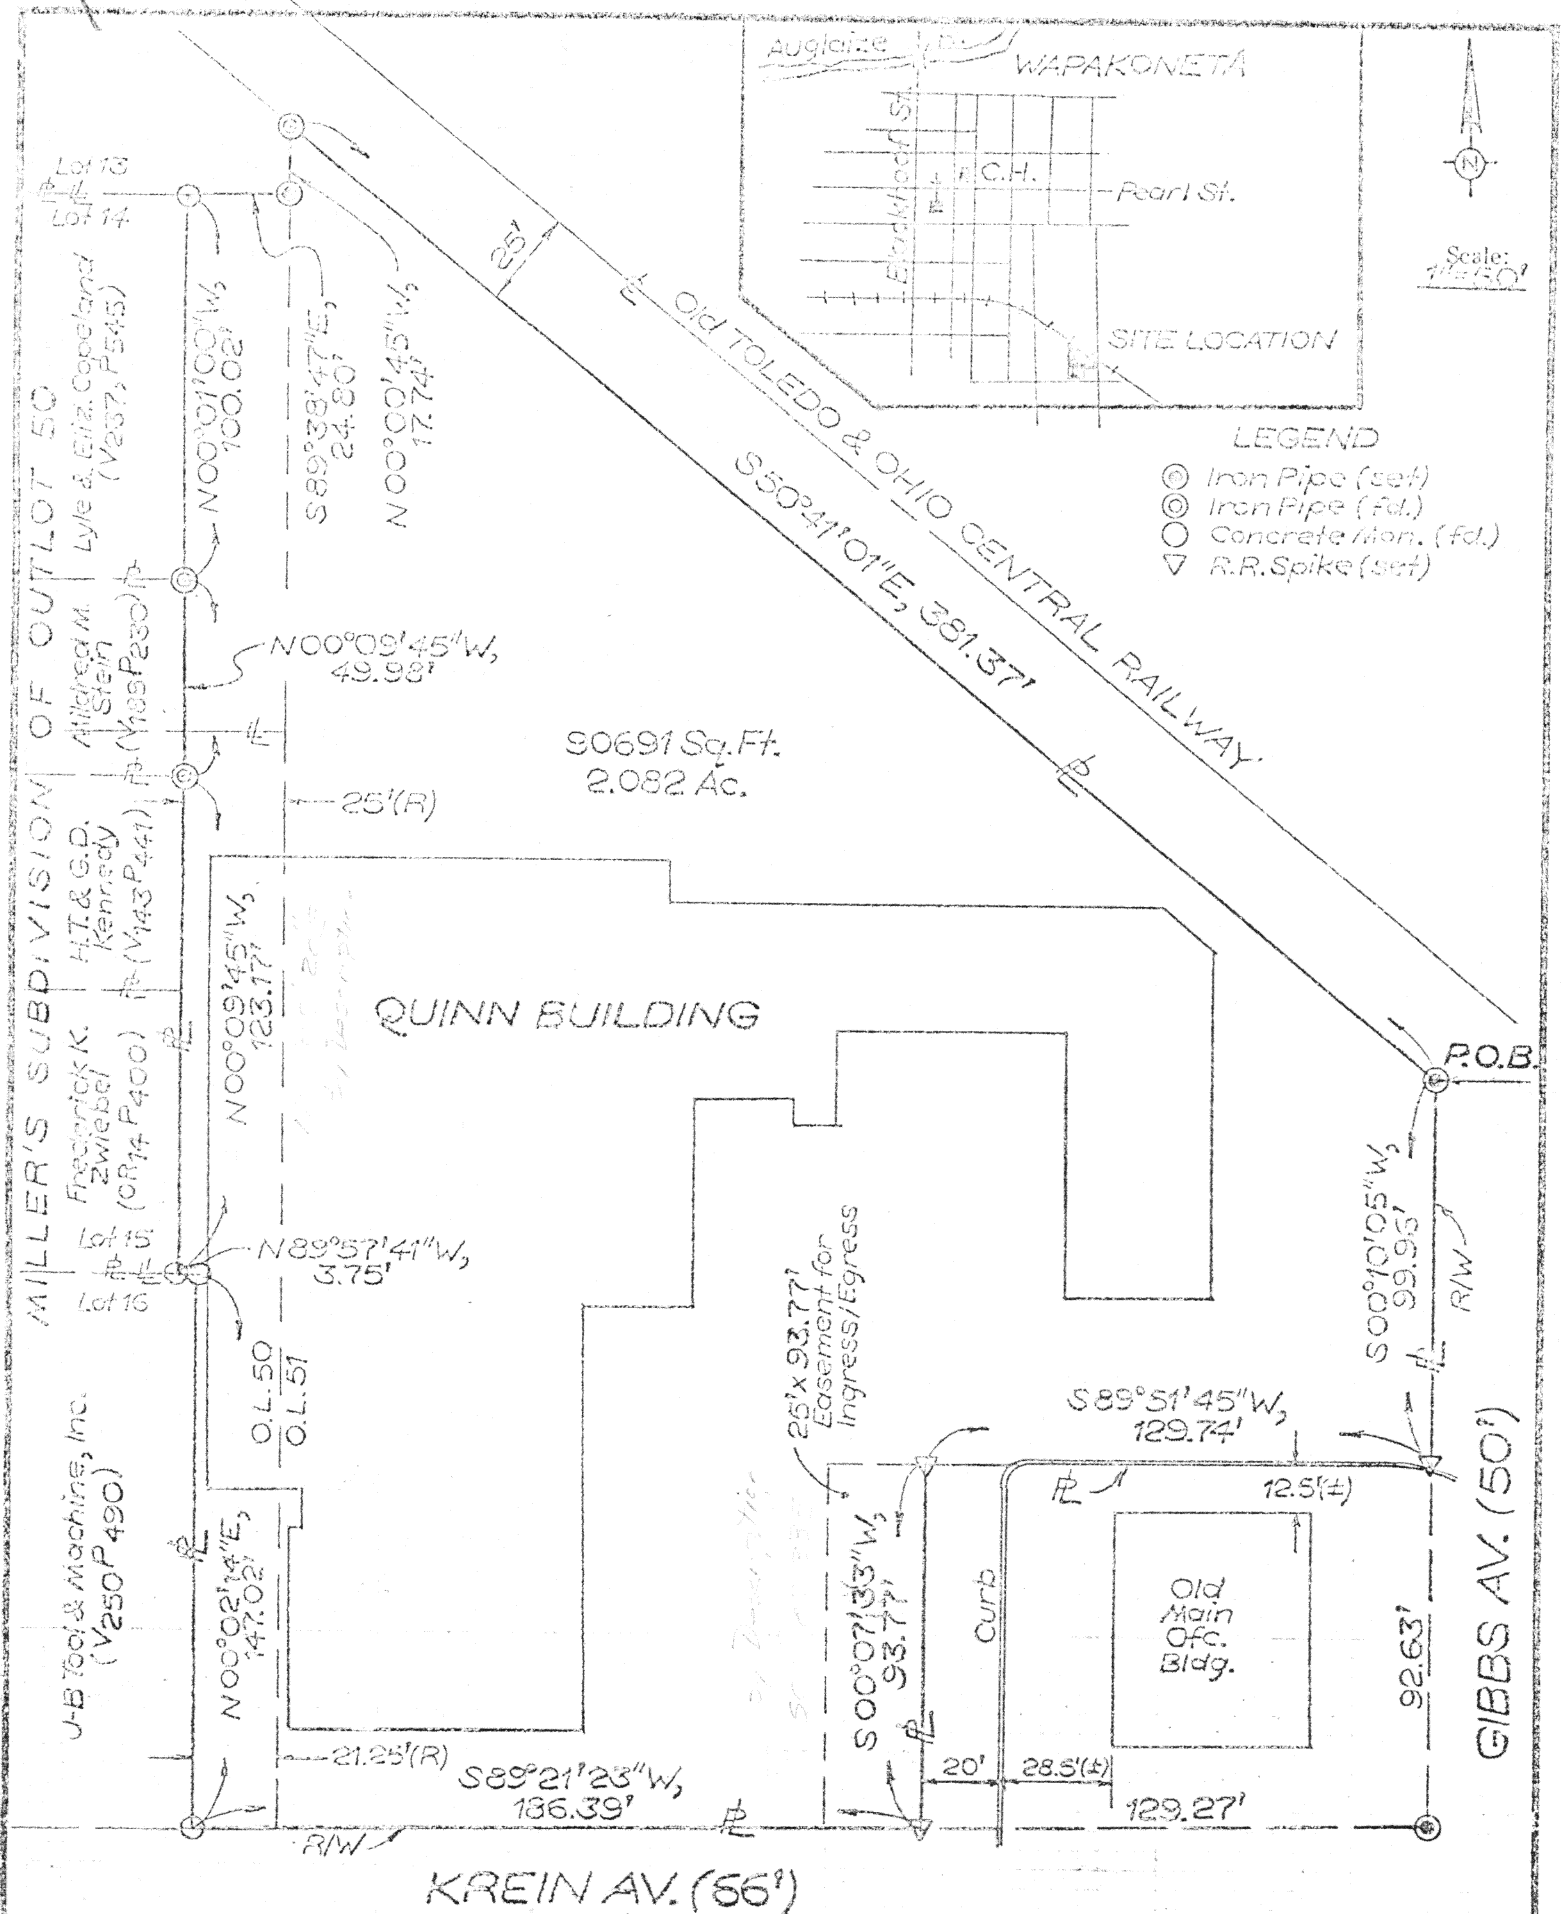 Auglaize
WAPAKONETA
Blackhoof St.
C.H.
Pearl St.
SITE LOCATION
N
Scale:
LEGEND
Iron Pipe (set)
Iron Pipe (fd.)
Concrete Mon. (fd.)
R.R. Spike (set)
Lot 13
Lot 14
MILLER'S SUBDIVISION OF OUTLOT 50
Lyle & Eliz. Copeland
(V237, P545)
N00°01'00"W,
100.02'
S89°38'47"E,
24.80'
N00°00'45"W,
17.74'
25'
Old TOLEDO & OHIO CENTRAL RAILWAY
S50°41'01"E, 381.37'
Mildred M.
Stein
(V189 P230)
N00°09'45"W,
49.98'
90691 Sq.Ft.
2.082 Ac.
25'(R)
H.T. & G.D.
Kennedy
(V143 P441)
N00°09'45"W,
123.17'
QUINN BUILDING
Frederick K.
Zwiebel
(OR14 P400)
P.O.B.
Lot 15
Lot 16
N89°57'41"W,
3.75'
O.L.50
O.L.51
25' x 93.77'
Easement for
Ingress/Egress
S00°10'05"W,
99.96'
R/W
S89°51'45"W,
129.74'
12.5'(±)
J-B Tool & Machine, Inc.
(V250 P490)
N00°02'14"E,
147.02'
S00°07'33"W,
93.77'
Curb
Old
Main
Ofc.
Bldg.
92.63'
GIBBS AV. (50')
21.25'(R)
S89°21'23"W,
186.39'
20'
28.5'(±)
129.27'
R/W
KREIN AV. (66')